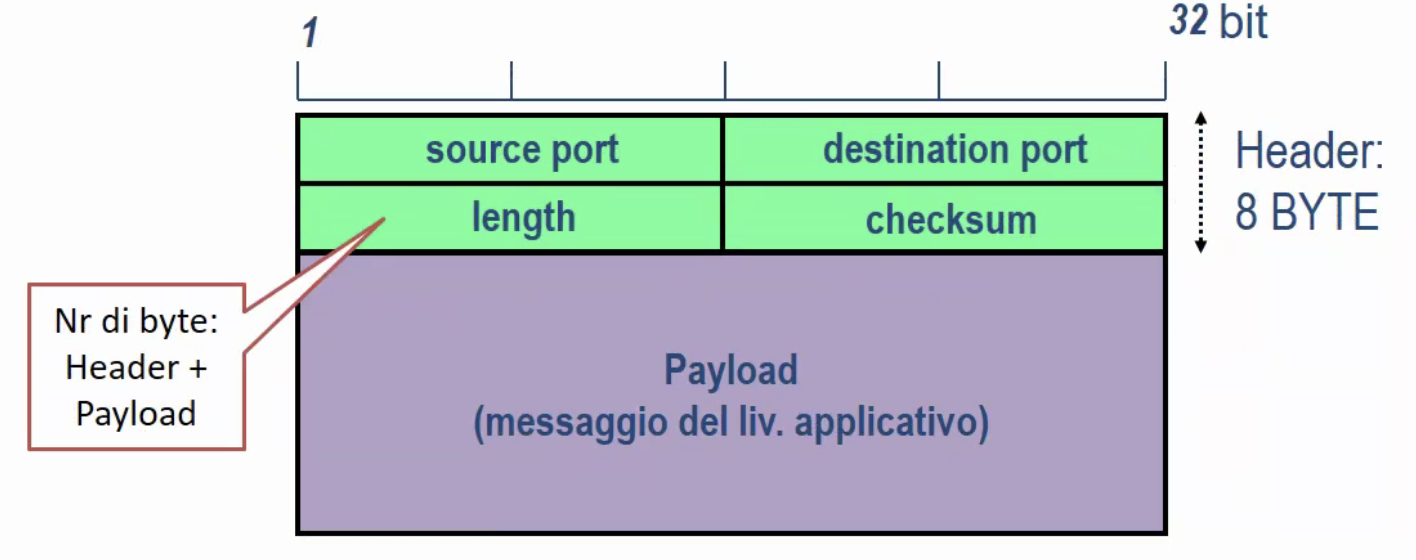 1
32 bit
source port
destination port
Header:
8 BYTE
length
checksum
Nr di byte:
Header +
Payload
Payload
(messaggio del liv. applicativo)